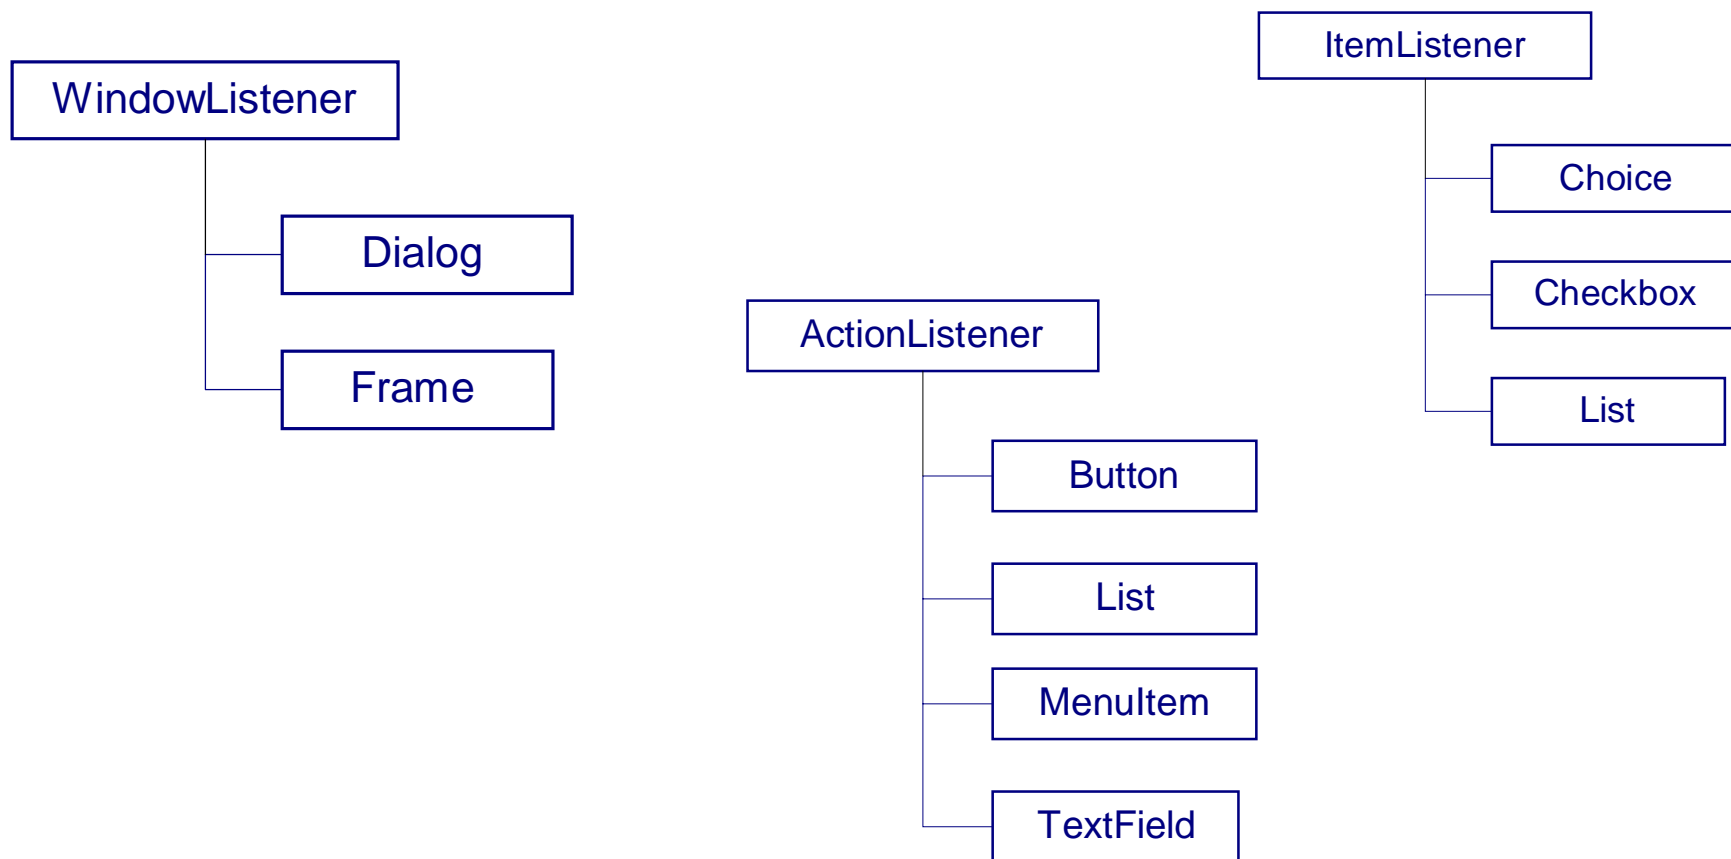 WindowListener
Dialog
Frame
ActionListener
Button
List
MenuItem
TextField
ItemListener
Choice
Checkbox
List